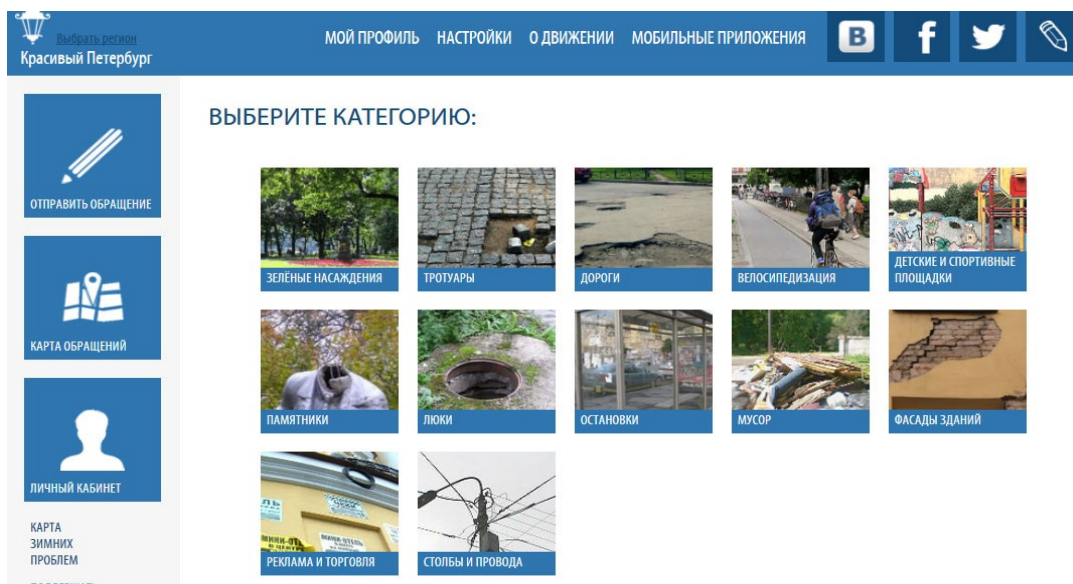 Выбрать регион
Красивый Петербург
МОЙ ПРОФИЛЬ НАСТРОЙКИ О ДВИЖЕНИИ МОБИЛЬНЫЕ ПРИЛОЖЕНИЯ
ВЫБЕРИТЕ КАТЕГОРИЮ:
ОТПРАВИТЬ ОБРАЩЕНИЕ
КАРТА ОБРАЩЕНИЙ
ЛИЧНЫЙ КАБИНЕТ
КАРТА
ЗИМНИХ
ПРОБЛЕМ
ЗЕЛЁНЫЕ НАСАЖДЕНИЯ
ТРОТУАРЫ
ДОРОГИ
ВЕЛОСИПЕДИЗАЦИЯ
ДЕТСКИЕ И СПОРТИВНЫЕ
ПЛОЩАДКИ
ПАМЯТНИКИ
ЛЮКИ
ОСТАНОВКИ
МУСОР
ФАСАДЫ ЗДАНИЙ
МИНИ-ОТЕЛЬ
РЕКЛАМА И ТОРГОВЛЯ
СТОЛБЫ И ПРОВОДА